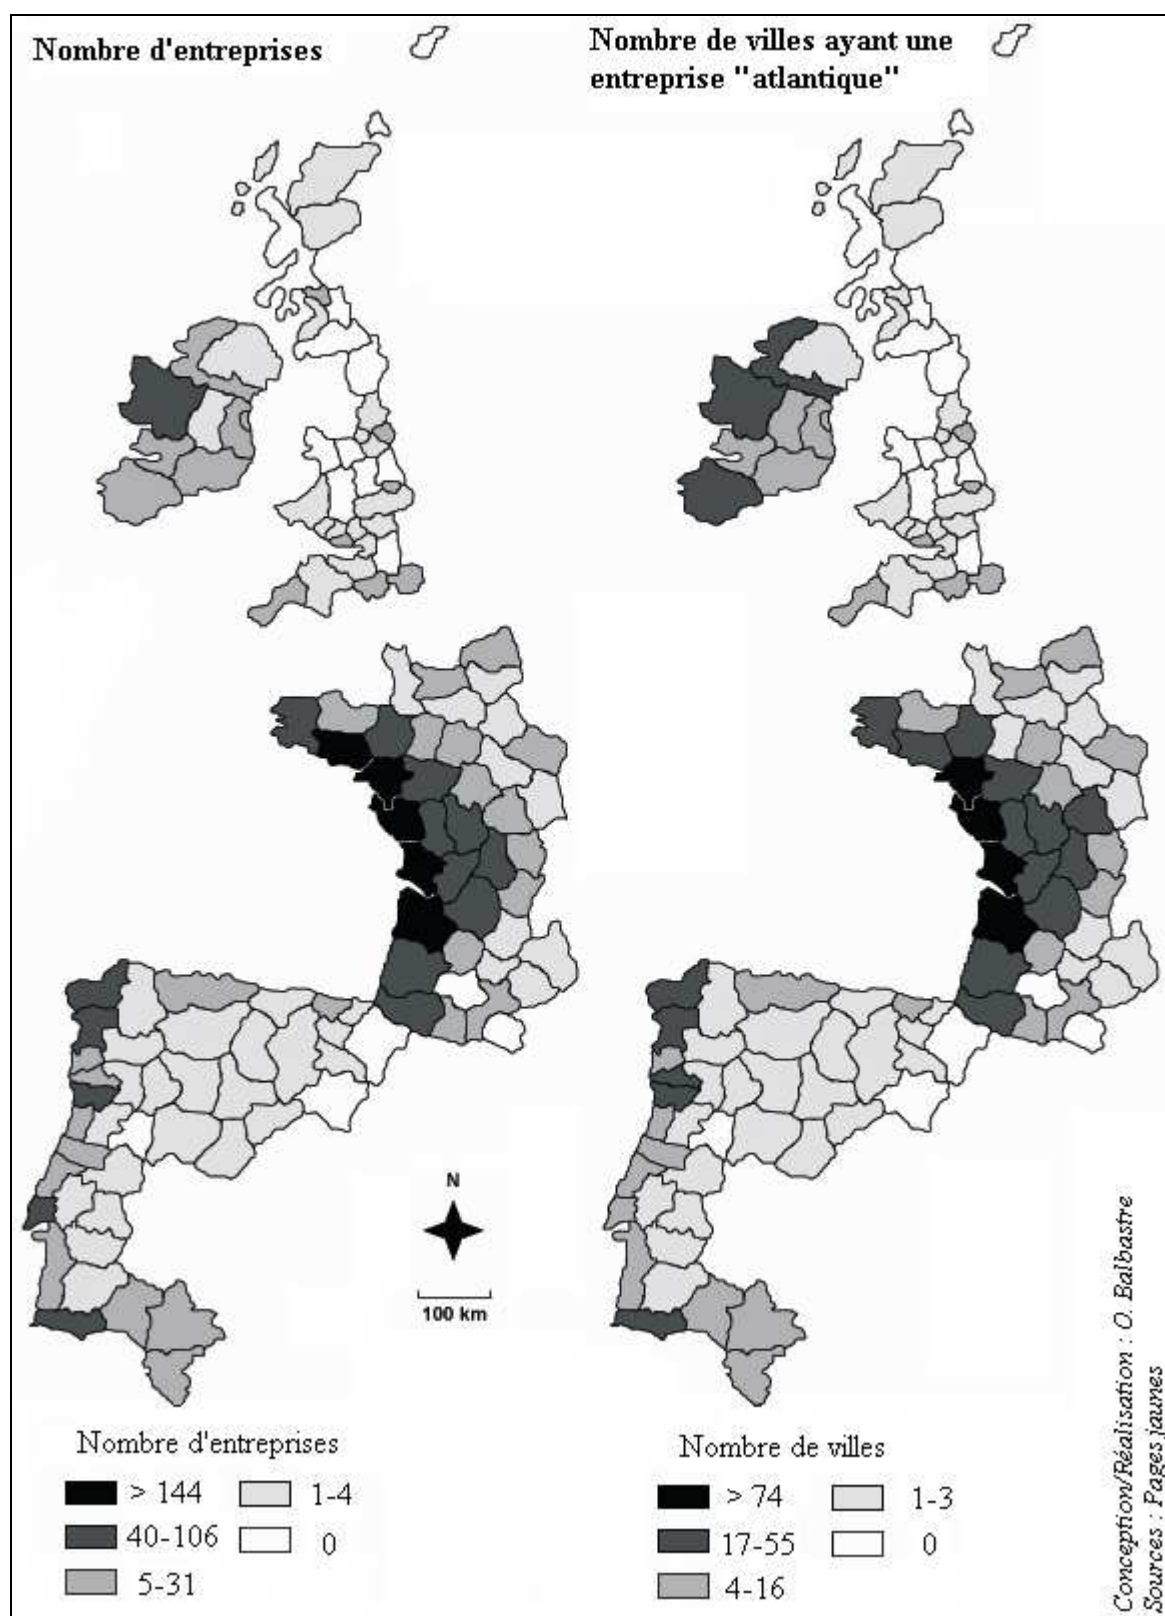 Nombre d'entreprises
Nombre de villes ayant une
entreprise "atlantique"
N
100 km
Nombre d'entreprises
> 144
1-4
40-106
0
5-31
Nombre de villes
> 74
1-3
17-55
0
4-16
Conception/Réalisation : O. Balbastre
Sources : Pages jaunes